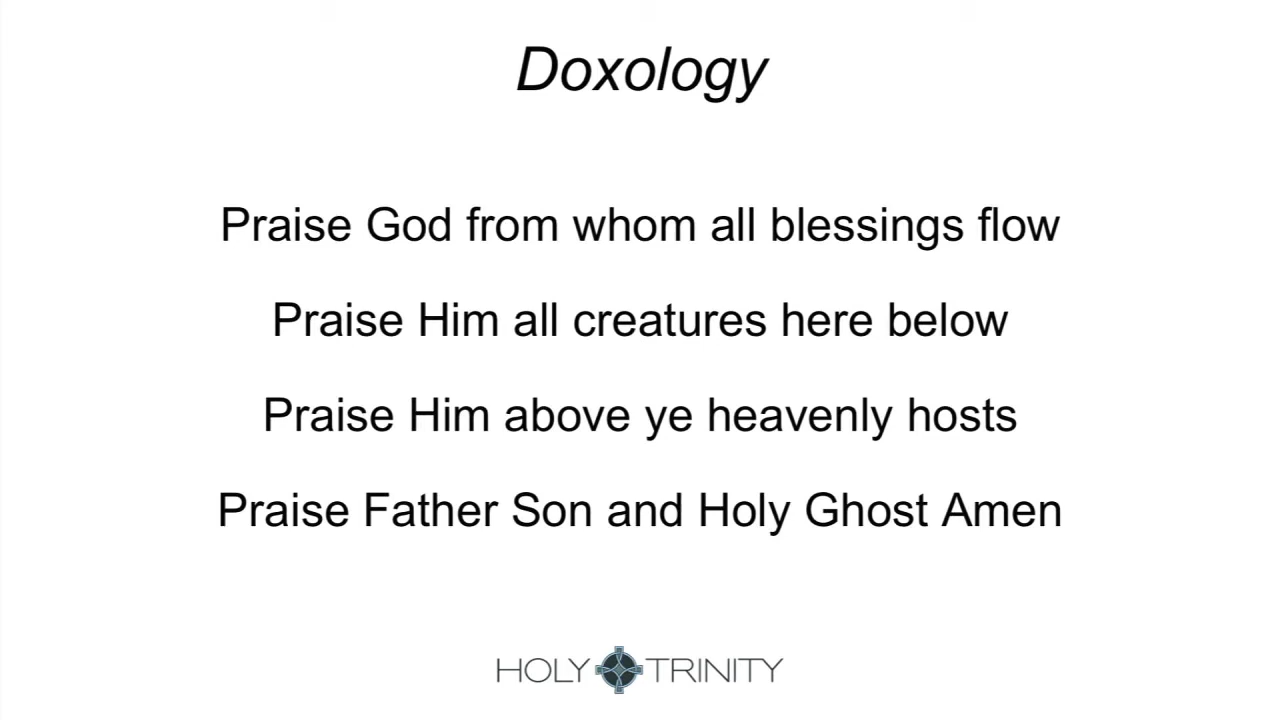 Doxology
Praise God from whom all blessings flow
Praise Him all creatures here below
Praise Him above ye heavenly hosts
Praise Father Son and Holy Ghost Amen
HOLY TRINITY